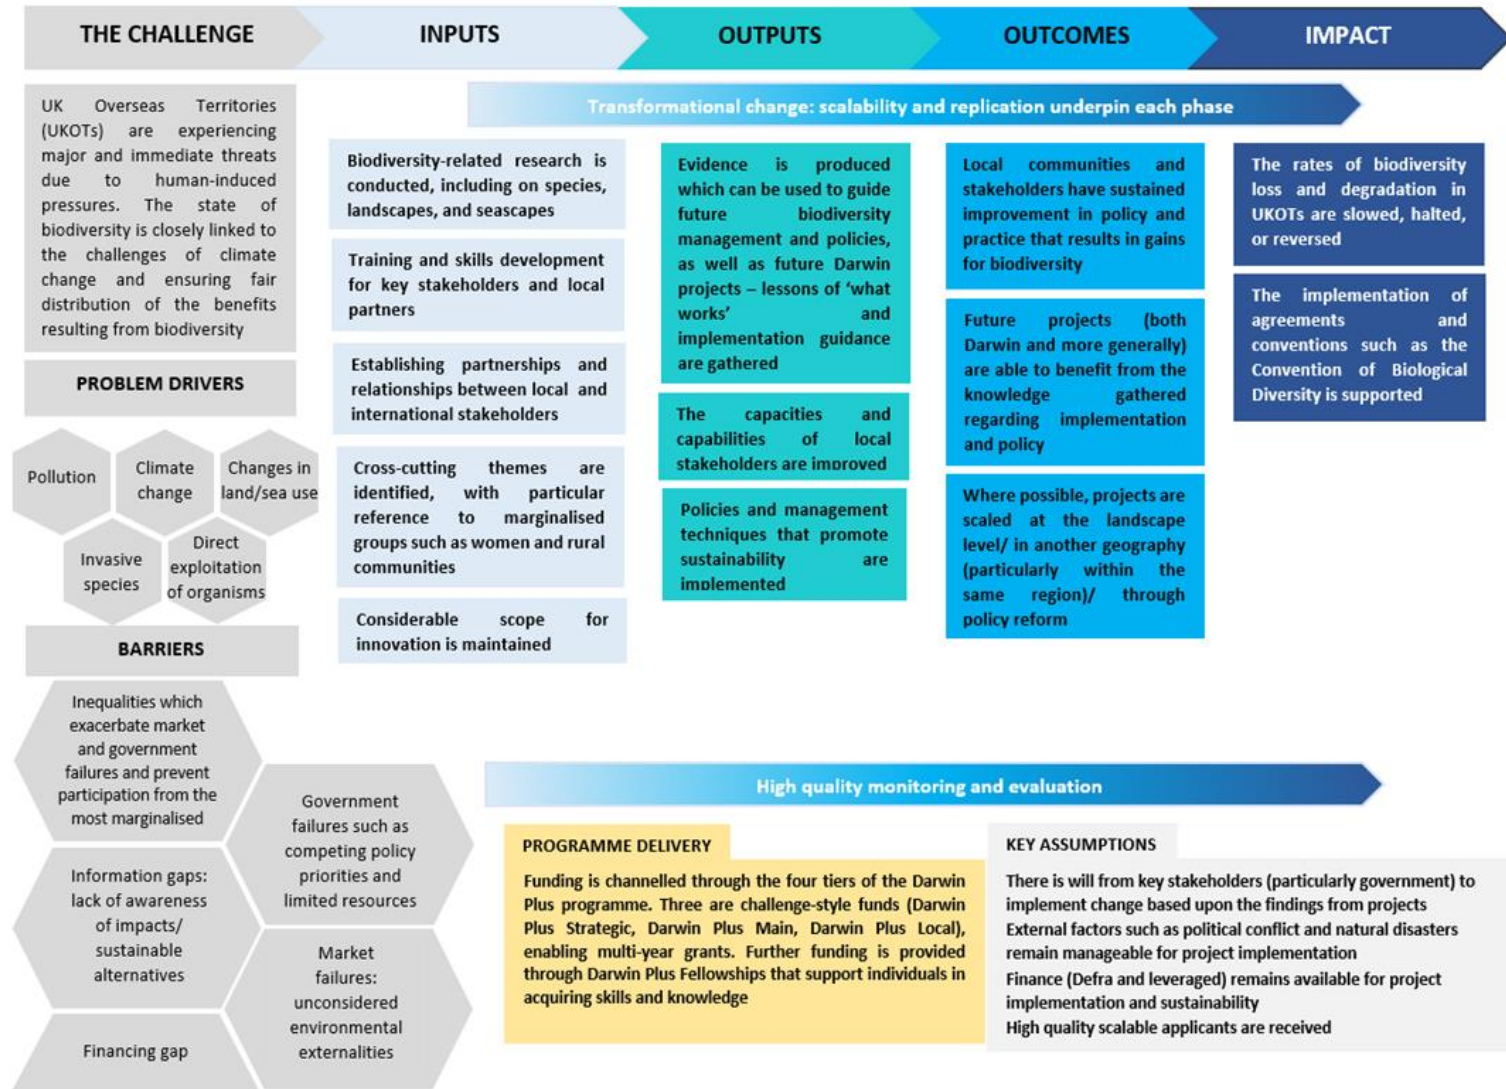 THE CHALLENGE
INPUTS
OUTPUTS
OUTCOMES
IMPACT
Transformational change: scalability and replication underpin each phase
UK Overseas Territories
(UKOTs) are experiencing
major and immediate threats
due to human-induced
pressures. The state of
biodiversity is closely linked to
the challenges of climate
change and ensuring fair
distribution of the benefits
resulting from biodiversity
PROBLEM DRIVERS
Pollution
Climate
change
Changes in
land/sea use
Invasive
species
Direct
exploitation
of organisms
BARRIERS
Inequalities which
exacerbate market
and government
failures and prevent
participation from the
most marginalised
Government
failures such as
competing policy
priorities and
limited resources
Information gaps:
lack of awareness
of impacts/
sustainable
alternatives
Market
failures:
unconsidered
environmental
externalities
Financing gap
Biodiversity-related research is
conducted, including on species,
landscapes, and seascapes
Training and skills development
for key stakeholders and local
partners
Establishing partnerships and
relationships between local and
international stakeholders
Cross-cutting themes are
identified, with particular
reference to marginalised
groups such as women and rural
communities
Considerable scope for
innovation is maintained
Evidence is produced
which can be used to guide
future biodiversity
management and policies,
as well as future Darwin
projects – lessons of ‘what
works’ and
implementation guidance
are gathered
The capacities and
capabilities of local
stakeholders are improved
Policies and management
techniques that promote
sustainability are
implemented
Local communities and
stakeholders have sustained
improvement in policy and
practice that results in gains
for biodiversity
Future projects (both
Darwin and more generally)
are able to benefit from the
knowledge gathered
regarding implementation
and policy
Where possible, projects are
scaled at the landscape
level/ in another geography
(particularly within the
same region)/ through
policy reform
The rates of biodiversity
loss and degradation in
UKOTs are slowed, halted,
or reversed
The implementation of
agreements and
conventions such as the
Convention of Biological
Diversity is supported
High quality monitoring and evaluation
PROGRAMME DELIVERY
Funding is channelled through the four tiers of the Darwin
Plus programme. Three are challenge-style funds (Darwin
Plus Strategic, Darwin Plus Main, Darwin Plus Local),
enabling multi-year grants. Further funding is provided
through Darwin Plus Fellowships that support individuals in
acquiring skills and knowledge
KEY ASSUMPTIONS
There is will from key stakeholders (particularly government) to
implement change based upon the findings from projects
External factors such as political conflict and natural disasters
remain manageable for project implementation
Finance (Defra and leveraged) remains available for project
implementation and sustainability
High quality scalable applicants are received